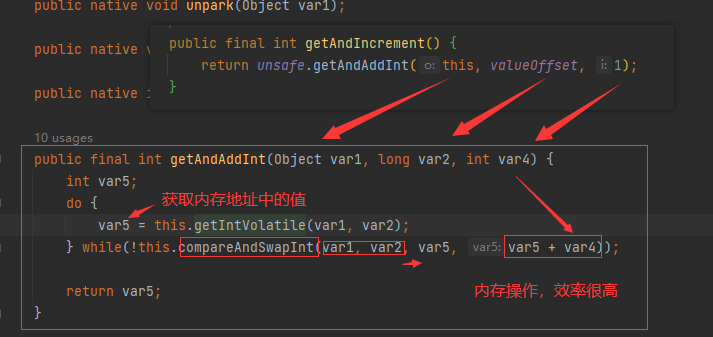 public native void unpark(Object var1);
public final int getAndIncrement() {
public native v
return unsafe.getAndAddInt( o: this, valueOffset, i: 1);
public native i
}
10 usages
public final int getAndAddInt(Object var1, long var2, int var4) {
int var5;
获取内存地址中的值
do {
var5 = this.getIntVolatile(var1, var2);
} while(!this.compareAndSwapInt(var1, var2, var5, var5: var5 + var4));
内存操作，效率很高
return var5;
}